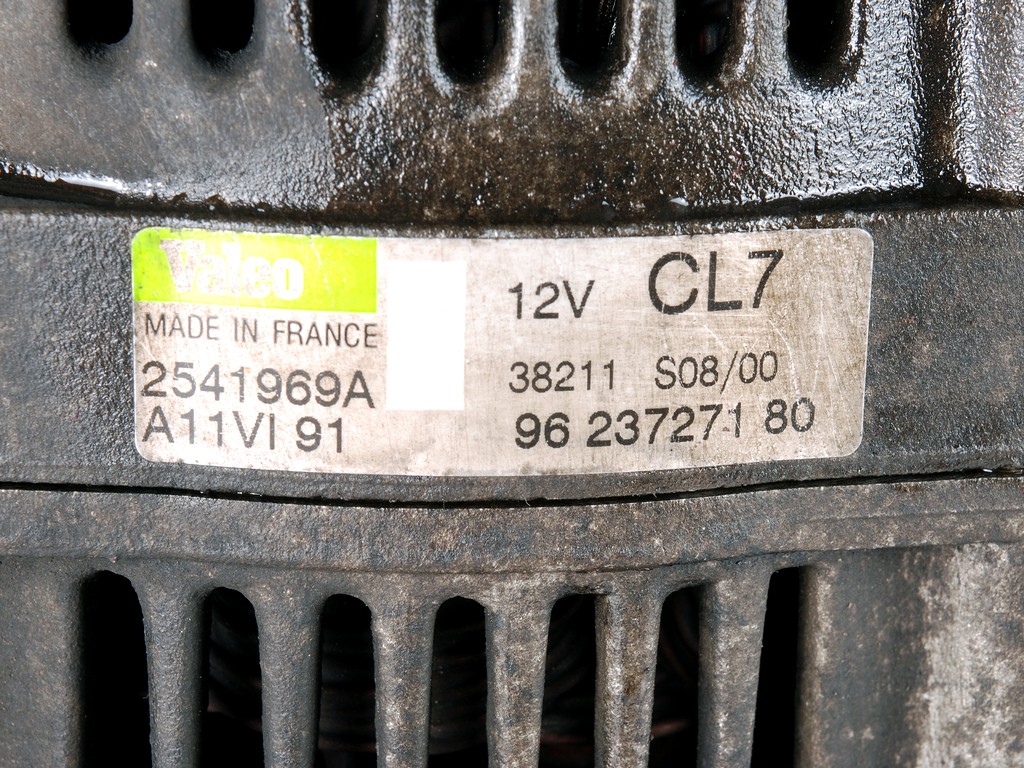 Valeo
MADE IN FRANCE
2541969A
A11VI 91
12V CL7
38211 S08/00
96 237271 80